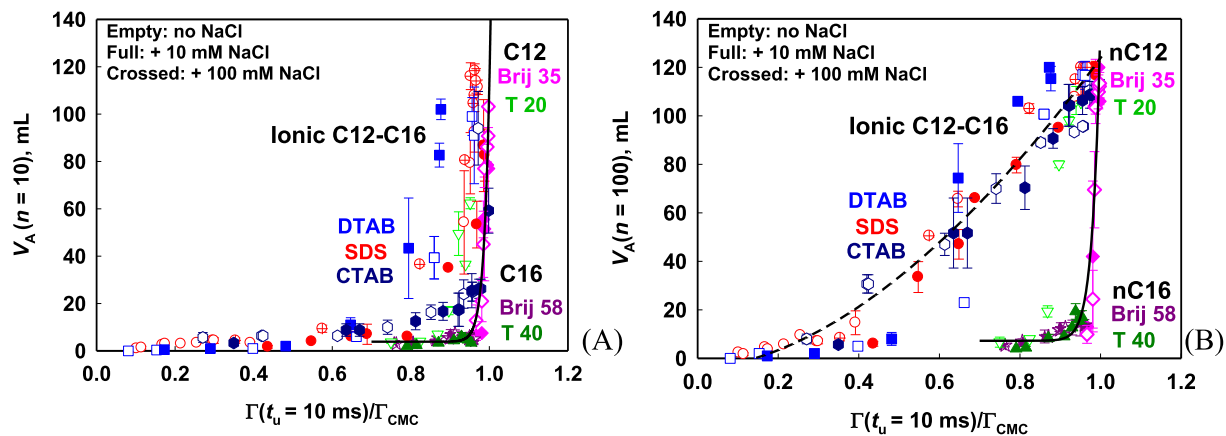 Empty: no NaCl
Full: + 10 mM NaCl
Crossed: + 100 mM NaCl
C12
Brij 35
T 20
Ionic C12-C16
DTAB
SDS
CTAB
C16
Brij 58
T 40
(A)
V_A(n = 10), mL
0
20
40
60
80
100
120
140
0.0 0.2 0.4 0.6 0.8 1.0 1.2
Γ(t_u = 10 ms)/Γ_CMC
Empty: no NaCl
Full: + 10 mM NaCl
Crossed: + 100 mM NaCl
nC12
Brij 35
T 20
Ionic C12-C16
DTAB
SDS
CTAB
nC16
Brij 58
T 40
(B)
V_A(n = 100), mL
0
20
40
60
80
100
120
140
0.0 0.2 0.4 0.6 0.8 1.0 1.2
Γ(t_u = 10 ms)/Γ_CMC